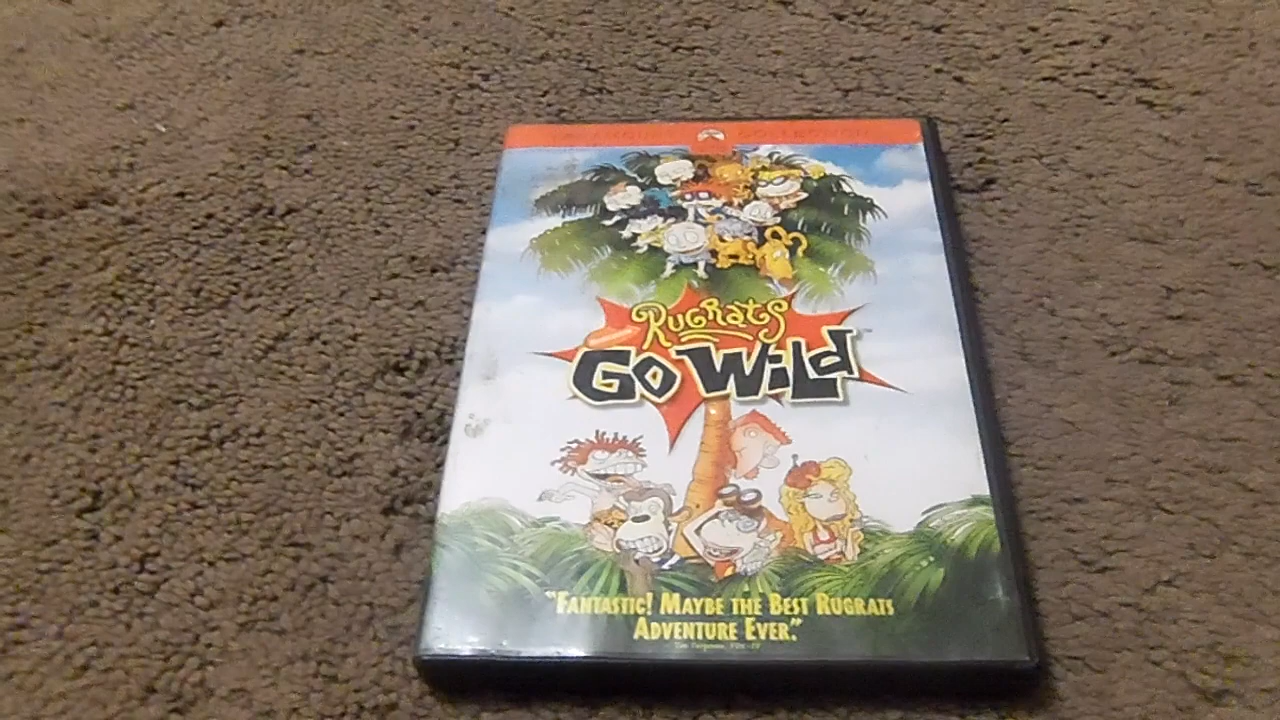 RUGRATS
GO WILD
"FANTASTIC! MAYBE THE BEST RUGRATS
ADVENTURE EVER."